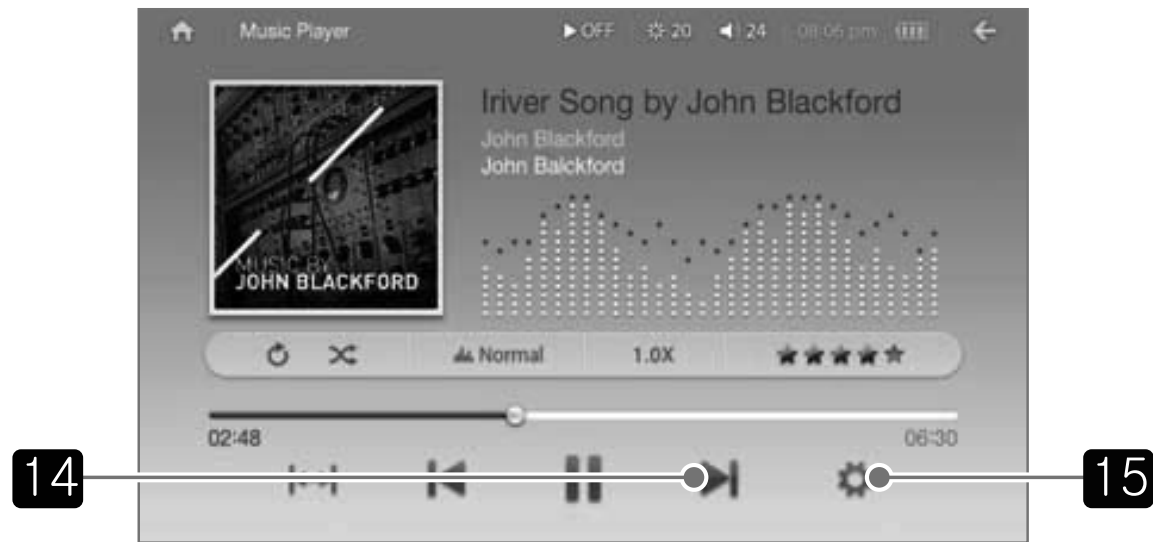 Music Player OFF 20 24 08:06 pm
Iriver Song by John Blackford
John Blackford
John Balckford
MUSIC BY
JOHN BLACKFORD
Normal 1.0X
02:48 06:30
14 15